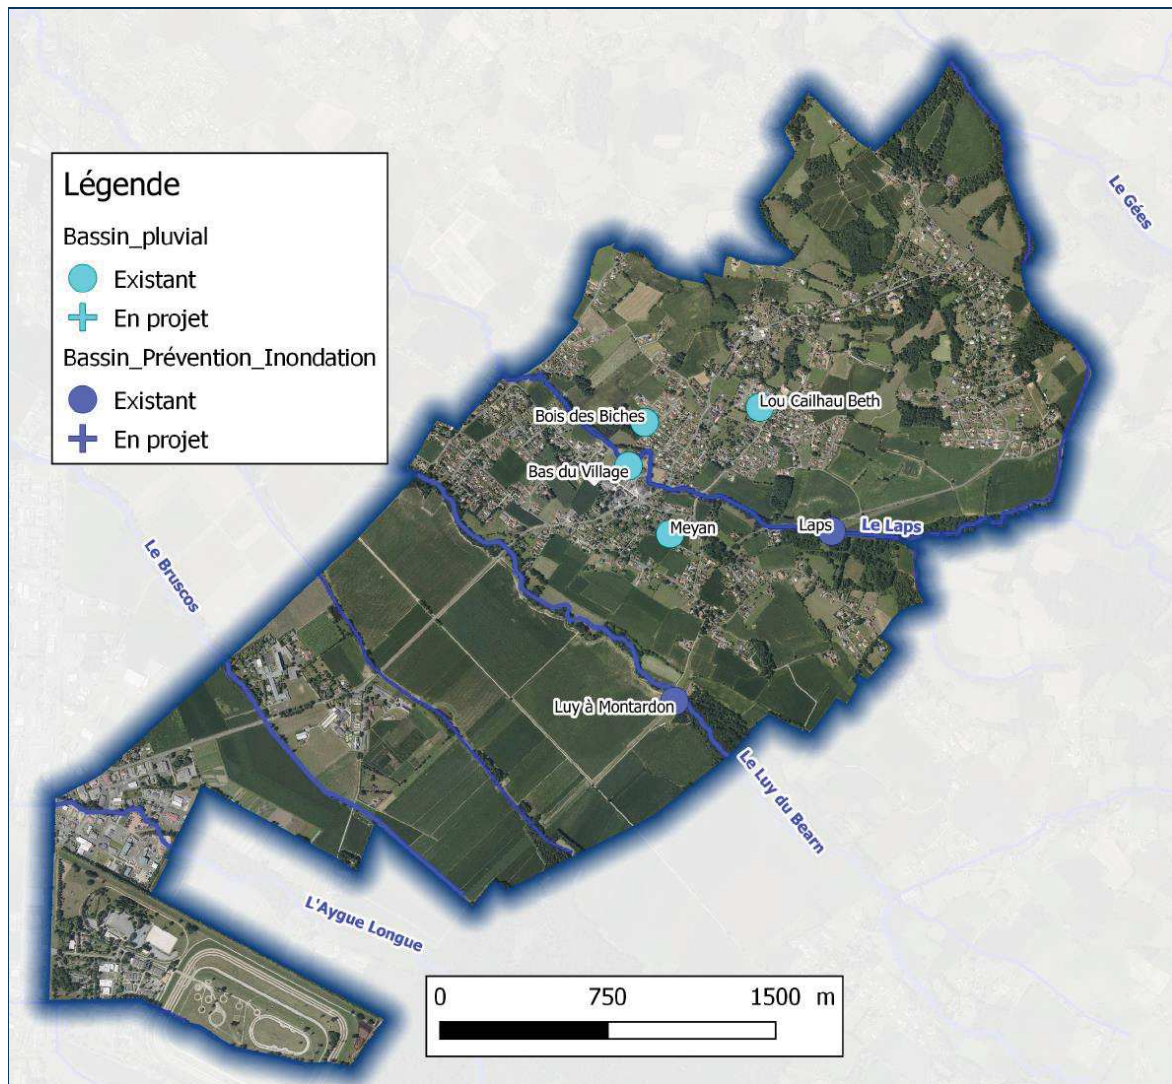 Légende
Bassin_pluvial
Existant
En projet
Bassin_Prévention_Inondation
Existant
En projet
Le Gées
Lou Cailhau Beth
Bois des Biches
Bas du Village
Meyan
Laps
Le Laps
Le Bruscos
Luy à Montardon
Le Luy du Bearn
L'Aygue Longue
0 750 1500 m